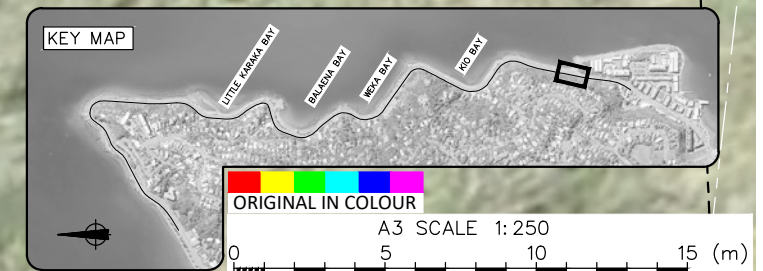 KEY MAP
LITTLE KARAKA BAY
BALAENA BAY
WEKA BAY
KIO BAY
ORIGINAL IN COLOUR
A3 SCALE 1:250
0 5 10 15 (m)